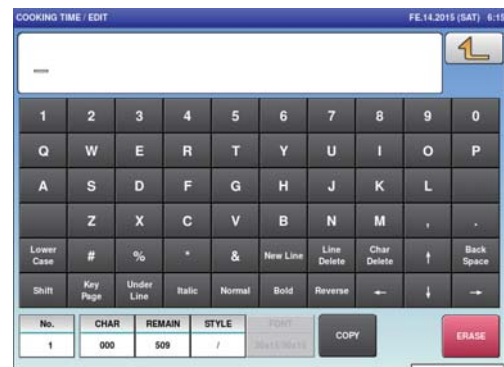 COOKING TIME / EDIT FE.14.2015 (SAT) 6:15
1 2 3 4 5 6 7 8 9 0
Q W E R T Y U I O P
A S D F G H J K L
Z X C V B N M , .
Lower Case # % * & New Line Line Delete Char Delete ↑ Back Space
Shift Key Page Under Line Italic Normal Bold Reverse ← ↓ →
No. CHAR REMAIN STYLE FONT COPY ERASE
1 000 509 /